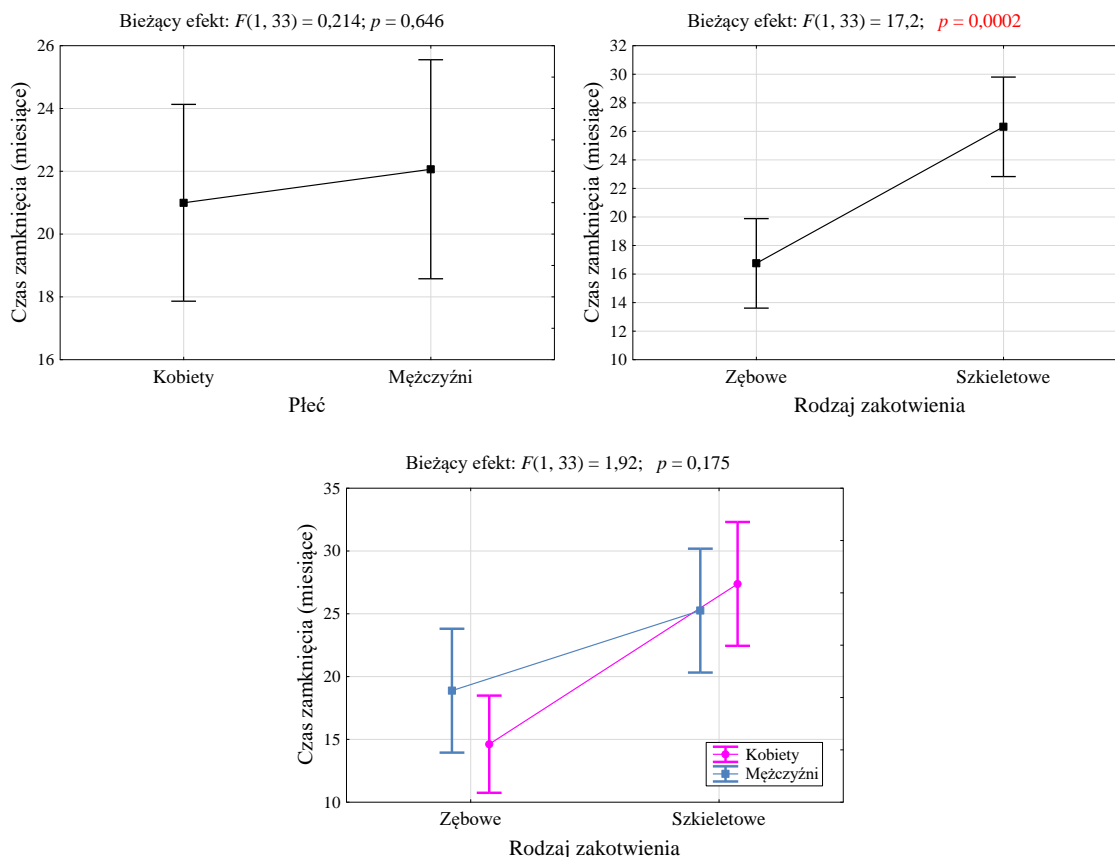 Bieżący efekt: F(1, 33) = 0,214; p = 0,646
26
24
22
20
18
16
Czas zamknięcia (miesiące)
Kobiety Mężczyźni
Płeć
Bieżący efekt: F(1, 33) = 17,2; p = 0,0002
32
30
28
26
24
22
20
18
16
14
12
10
Czas zamknięcia (miesiące)
Zębowe Szkieletowe
Rodzaj zakotwienia
Bieżący efekt: F(1, 33) = 1,92; p = 0,175
35
30
25
20
15
10
Czas zamknięcia (miesiące)
Kobiety
Mężczyźni
Zębowe Szkieletowe
Rodzaj zakotwienia